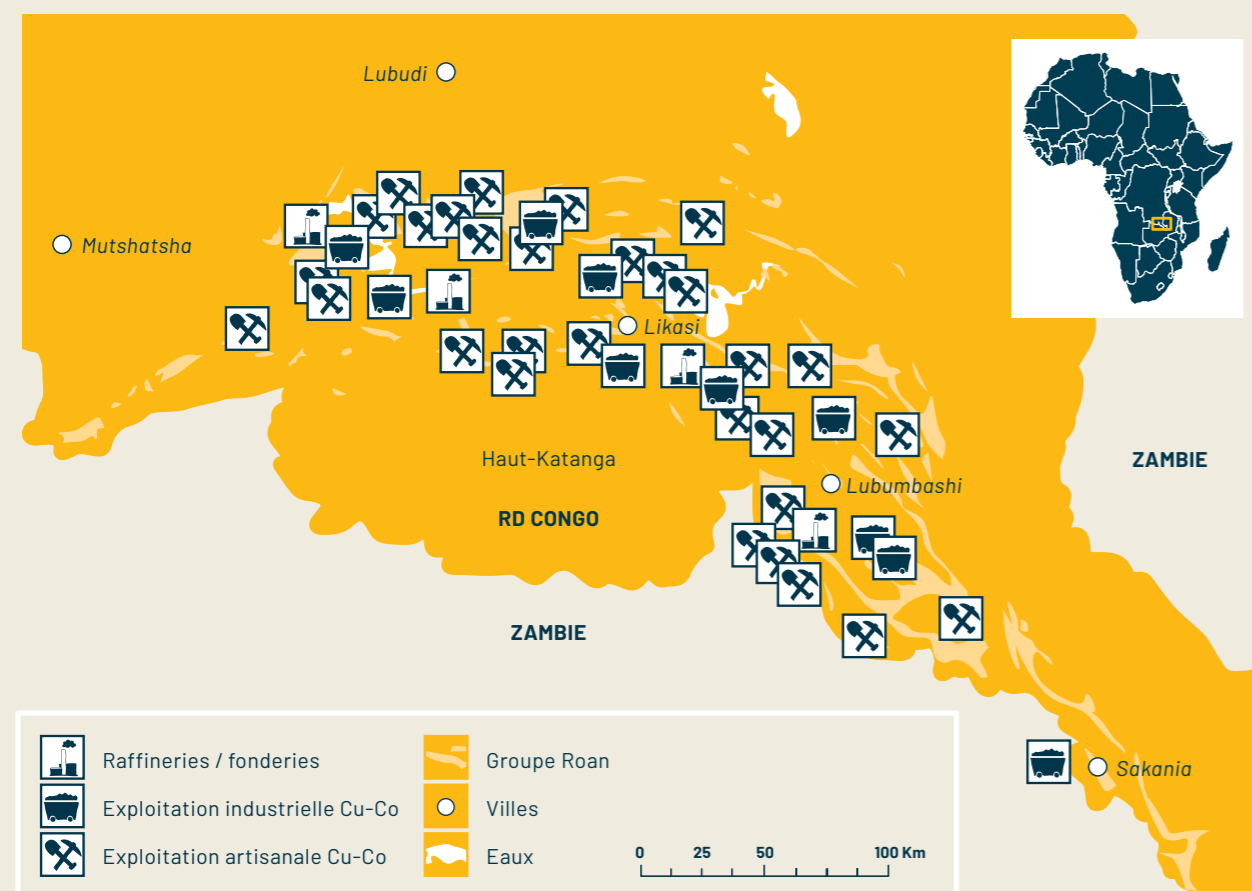 Lubudi
Mutshatsha
Likasi
Haut-Katanga
ZAMBIE
Lubumbashi
RD CONGO
ZAMBIE
Sakania
Raffineries / fonderies
Exploitation industrielle Cu-Co
Exploitation artisanale Cu-Co
Groupe Roan
Villes
Eaux
0 25 50 100 Km